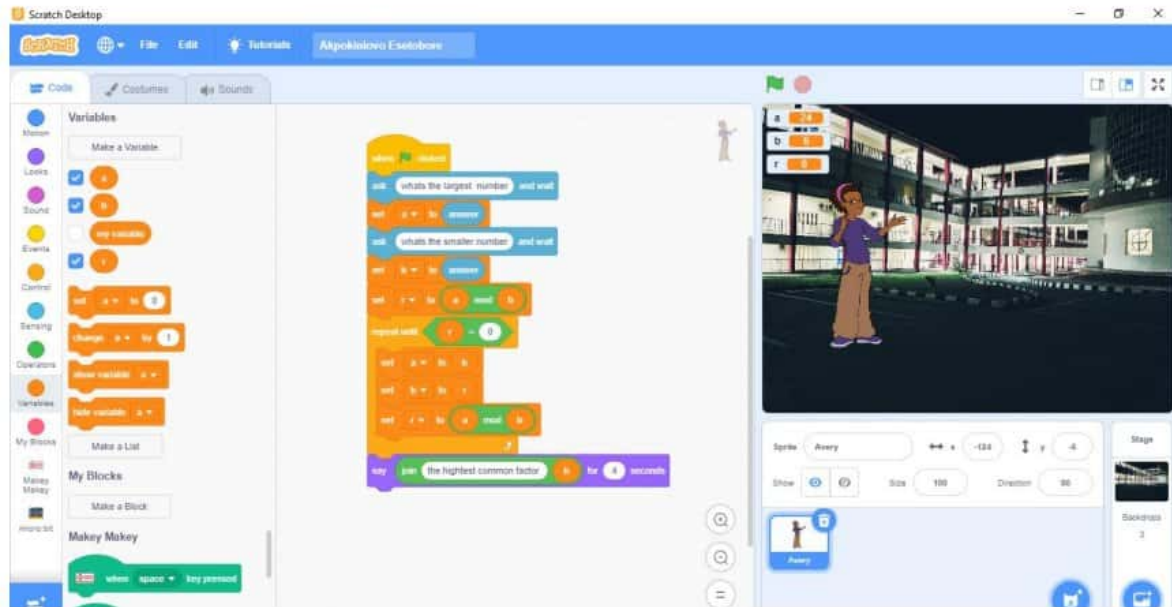 Scratch Desktop
SCRATCH File Edit Tutorials Akpokiniovo Esetobore
Code Costumes Sounds
Motion
Looks
Sound
Events
Control
Sensing
Operators
Variables
My Blocks
Makey Makey
micro:bit
Variables
Make a Variable
a
b
my variable
r
set a to 0
change a by 1
show variable a
hide variable a
Make a List
My Blocks
Make a Block
Makey Makey
when space key pressed
when clicked
ask whats the largest number and wait
set a to answer
ask whats the smaller number and wait
set b to answer
set r to a mod b
repeat until r = 0
set a to b
set b to r
set r to a mod b
say join the hightest common factor b for 4 seconds
a 24
b
r 0
Sprite Avery x -124 y -4
Show Size 100 Direction 90
Avery
Stage
Backdrops